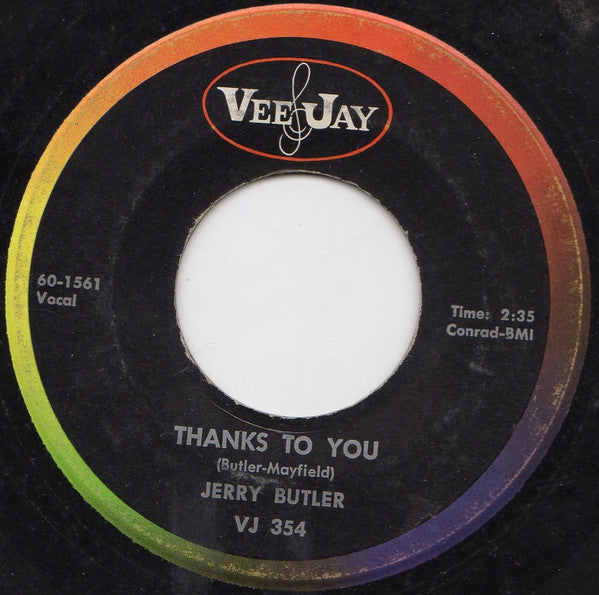 VEE JAY
60-1561
Vocal
Time: 2:35
Conrad-BMI
THANKS TO YOU
(Butler-Mayfield)
JERRY BUTLER
VJ 354